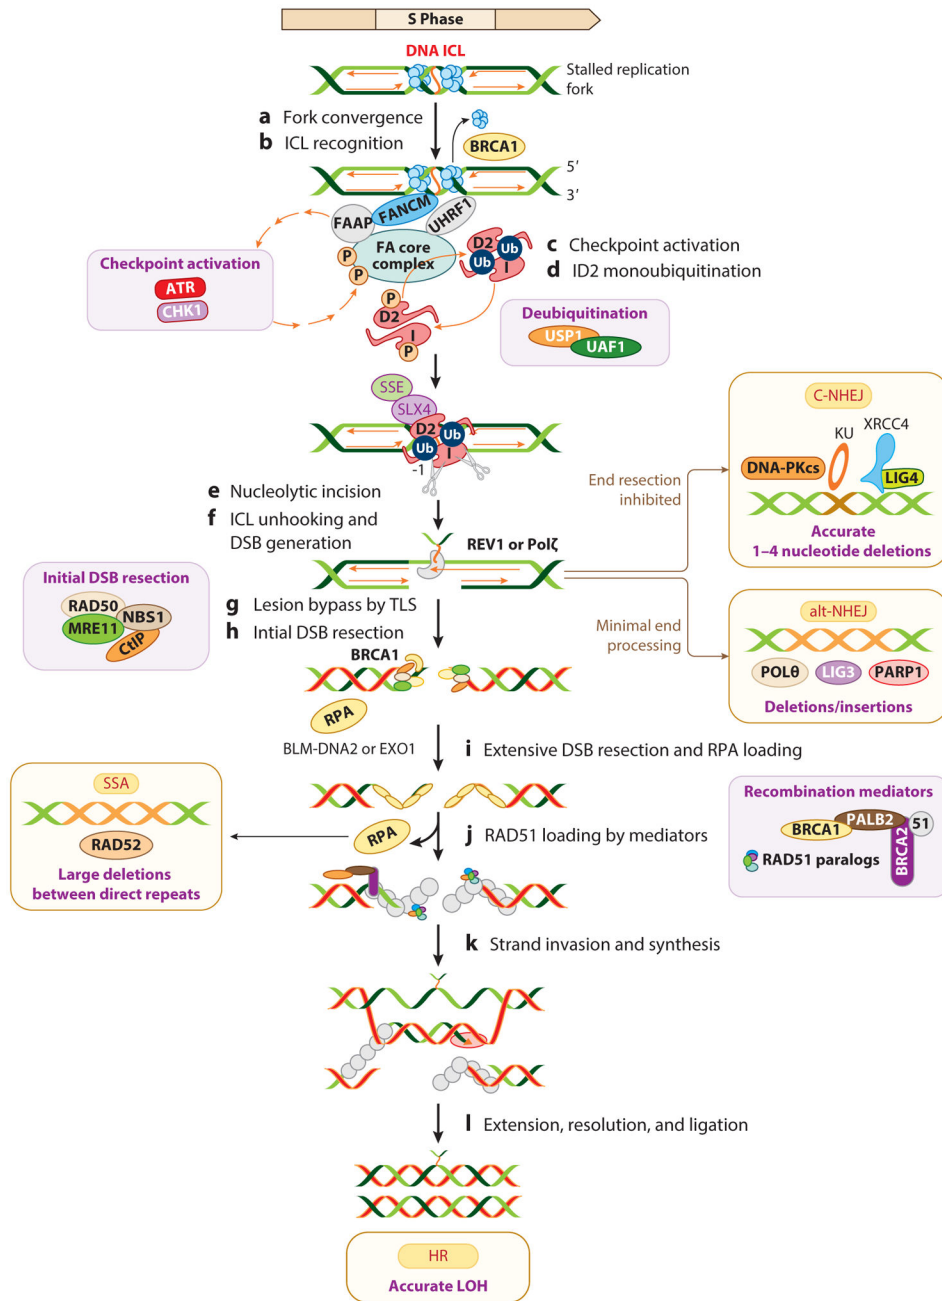 S Phase
DNA ICL
Stalled replication
fork
a Fork convergence
b ICL recognition
BRCA1
5′
3′
FAAP
FANCM
UHRF1
FA core
complex
P
P
D2
Ub
Ub
I
c Checkpoint activation
d ID2 monoubiquitination
Checkpoint activation
ATR
CHK1
P
D2
I
P
Deubiquitination
USP1
UAF1
SSE
SLX4
D2
Ub
Ub
I
-1
e Nucleolytic incision
f ICL unhooking and
DSB generation
REV1 or Polζ
End resection
inhibited
C-NHEJ
XRCC4
KU
DNA-PKcs
LIG4
Accurate
1–4 nucleotide deletions
Initial DSB resection
RAD50
NBS1
MRE11
CtIP
g Lesion bypass by TLS
h Intial DSB resection
Minimal end
processing
alt-NHEJ
POLθ
LIG3
PARP1
Deletions/insertions
BRCA1
RPA
BLM-DNA2 or EXO1
i Extensive DSB resection and RPA loading
SSA
RAD52
Large deletions
between direct repeats
RPA
j RAD51 loading by mediators
Recombination mediators
BRCA1
PALB2
51
BRCA2
RAD51 paralogs
k Strand invasion and synthesis
l Extension, resolution, and ligation
HR
Accurate LOH